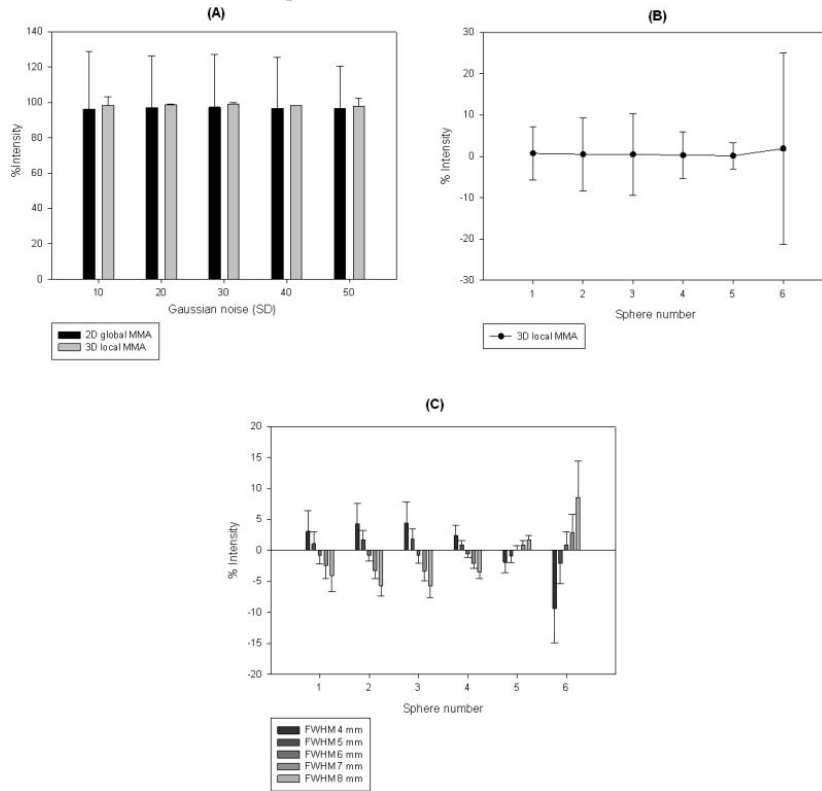 (A)
140
120
100
80
60
40
20
0
%Intensity
10 20 30 40 50
Gaussian noise (SD)
2D global MMA
3D local MMA
(B)
30
20
10
0
-10
-20
-30
% Intensity
1 2 3 4 5 6
Sphere number
3D local MMA
(C)
20
15
10
5
0
-5
-10
-15
-20
% Intensity
1 2 3 4 5 6
Sphere number
FWHM 4 mm
FWHM 5 mm
FWHM 6 mm
FWHM 7 mm
FWHM 8 mm